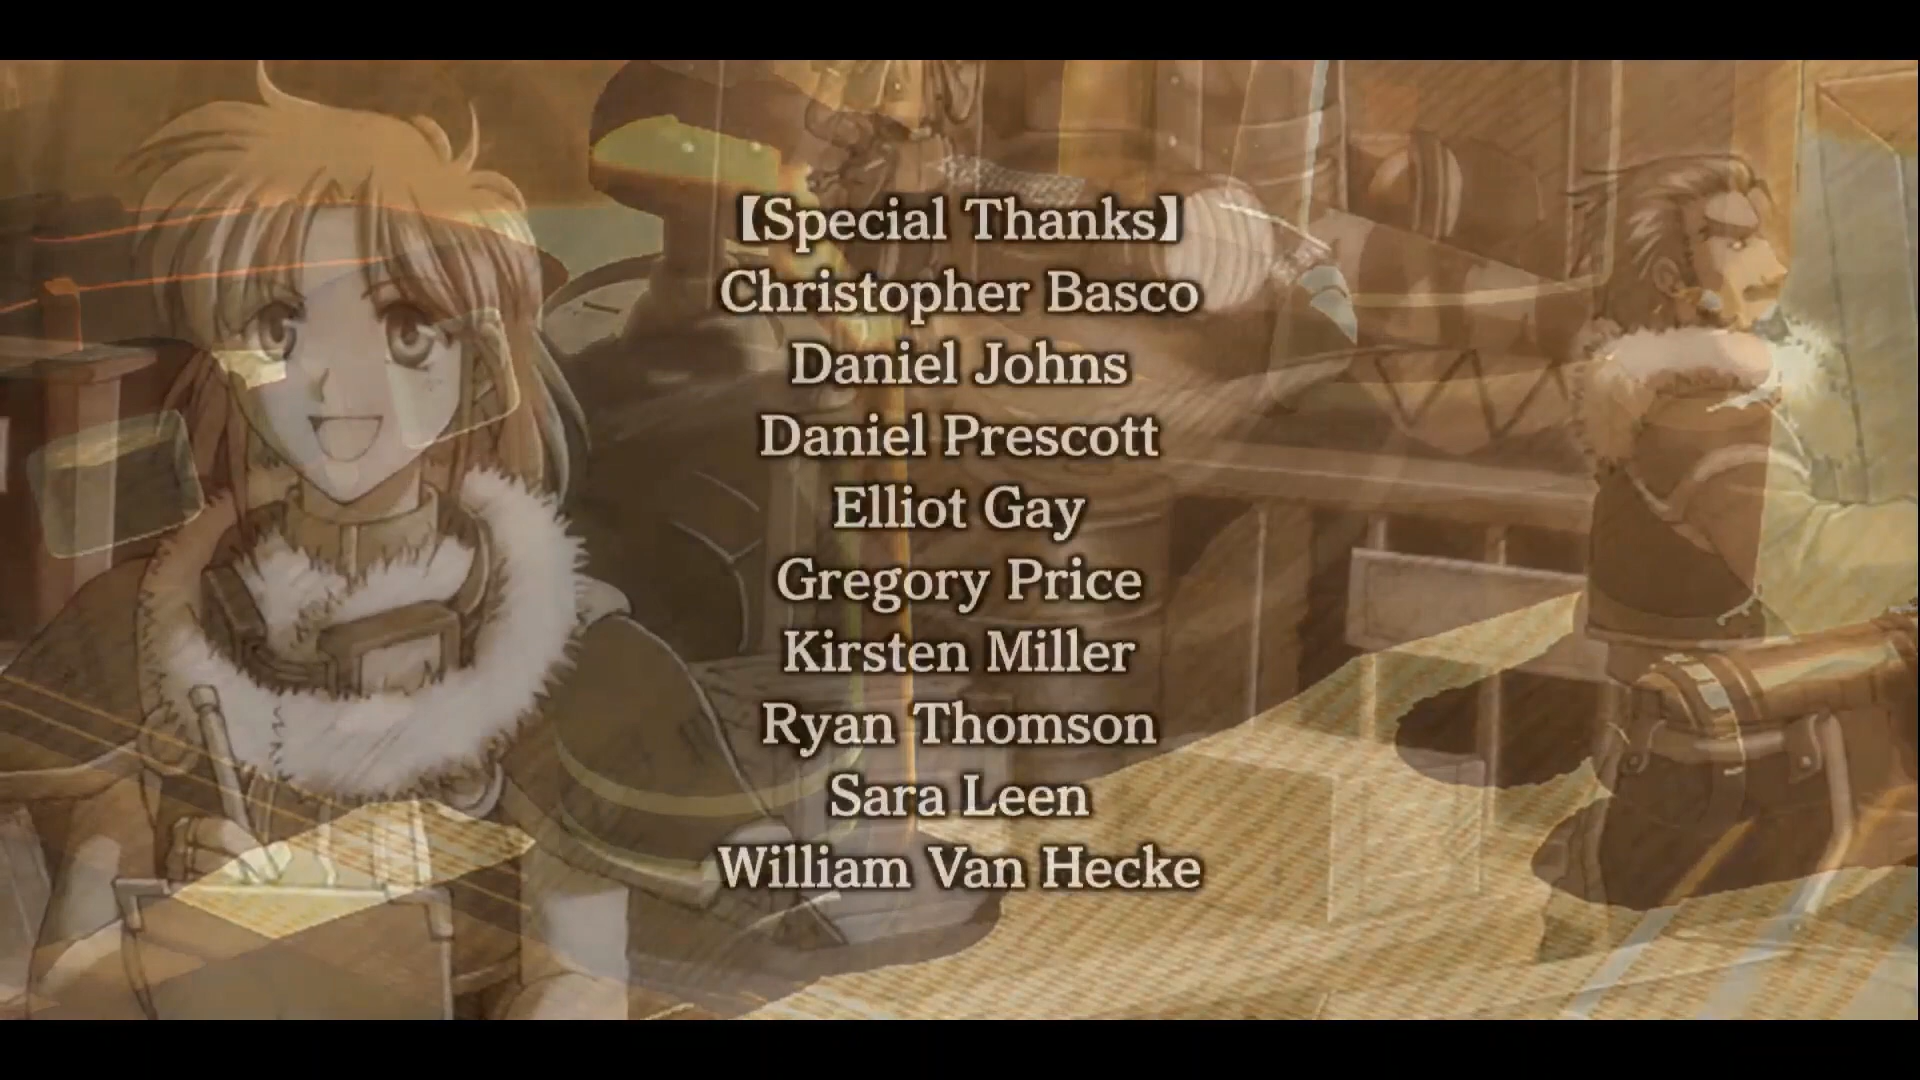 【Special Thanks】
Christopher Basco
Daniel Johns
Daniel Prescott
Elliot Gay
Gregory Price
Kirsten Miller
Ryan Thomson
Sara Leen
William Van Hecke